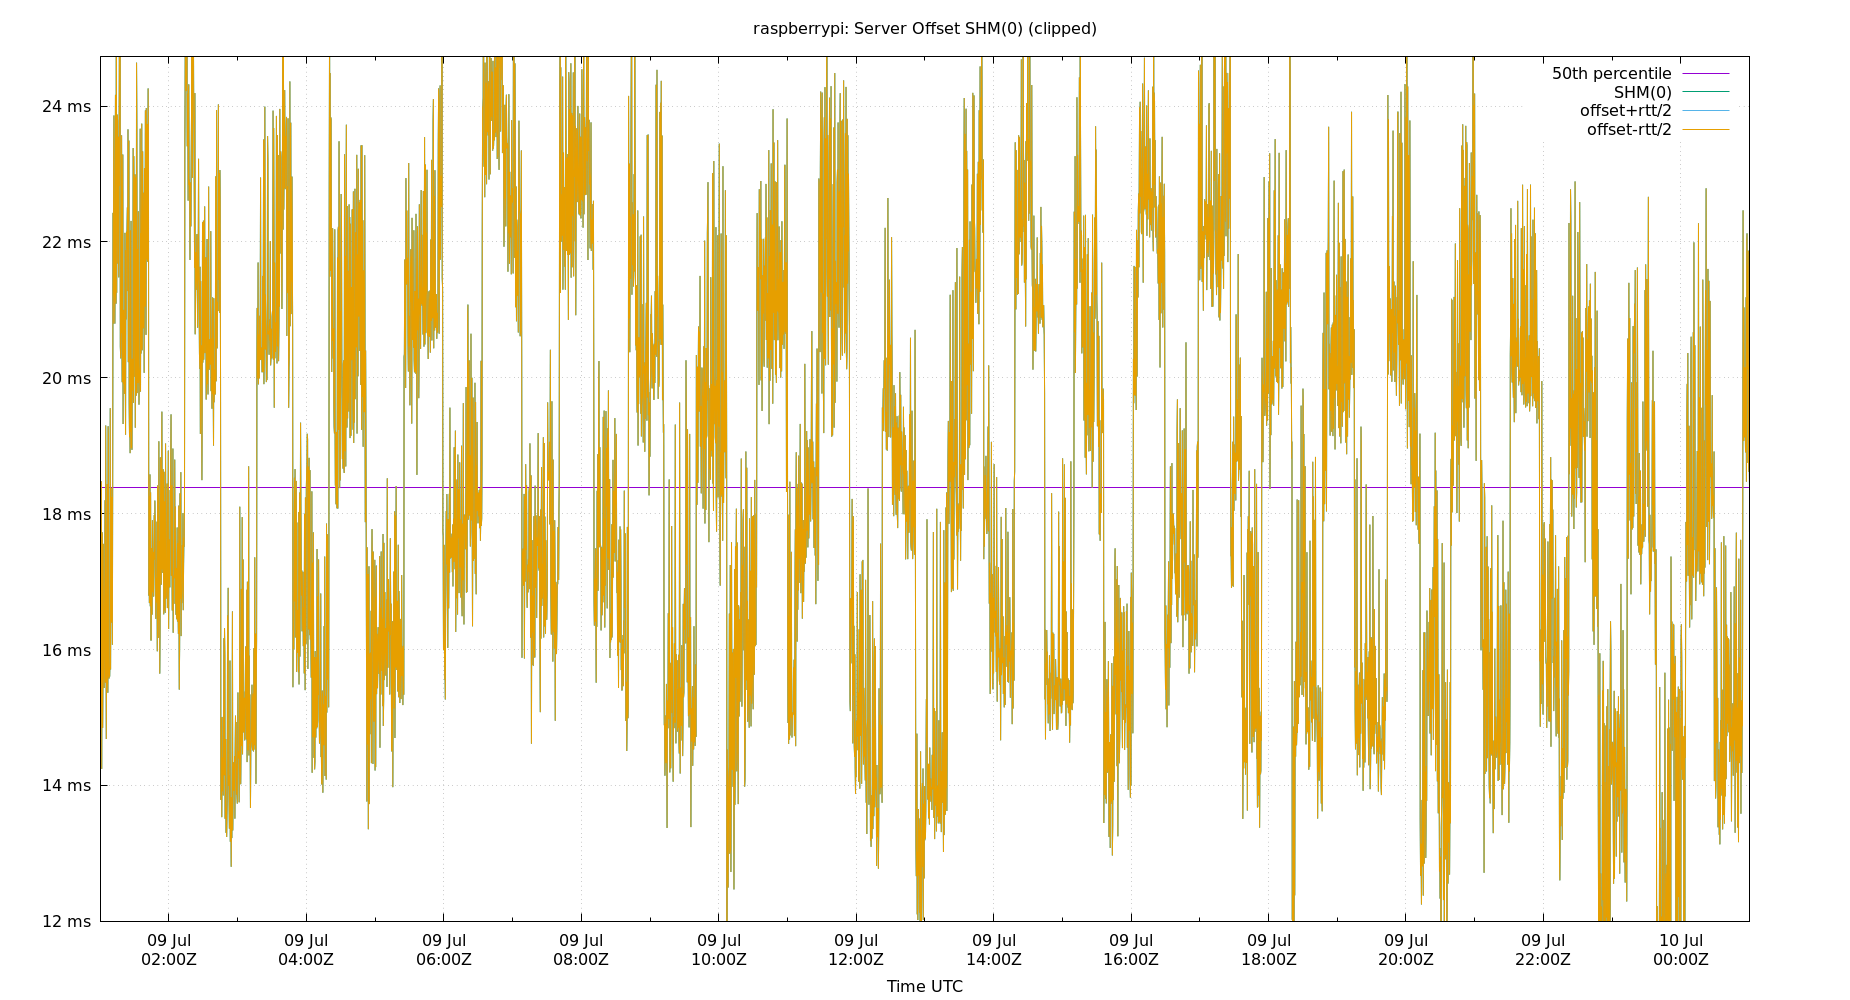 raspberrypi: Server Offset SHM(0) (clipped)
50th percentile
SHM(0)
offset+rtt/2
offset-rtt/2
24 ms
22 ms
20 ms
18 ms
16 ms
14 ms
12 ms
09 Jul 09 Jul 09 Jul 09 Jul 09 Jul 09 Jul 09 Jul 09 Jul 09 Jul 09 Jul 09 Jul 10 Jul
02:00Z 04:00Z 06:00Z 08:00Z 10:00Z 12:00Z 14:00Z 16:00Z 18:00Z 20:00Z 22:00Z 00:00Z
Time UTC